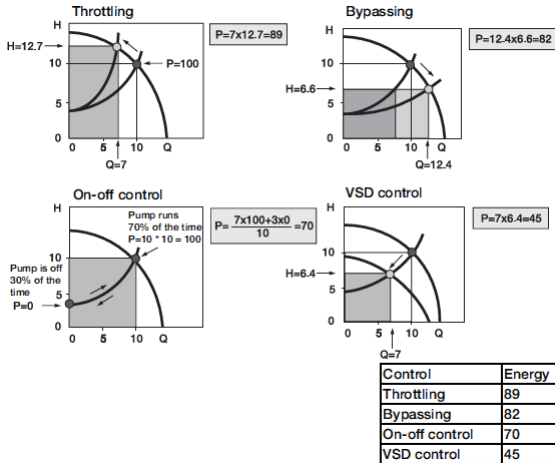 Throttling
H
H=12.7
10
5
0
0
5
10
Q
Q=7
P=100
P=7x12.7=89
Bypassing
H
10
H=6.6
5
0
0
5
10
Q
Q=12.4
P=12.4x6.6=82
On-off control
H
Pump runs
70% of the time
P=10 * 10 = 100
10
Pump is off
30% of the
time
5
P=0
0
0
5
10
Q
P= 7x100+3x0 =70
10
VSD control
H
10
H=6.4
5
0
0
5
10
Q
Q=7
P=7x6.4=45
Control Energy
Throttling 89
Bypassing 82
On-off control 70
VSD control 45